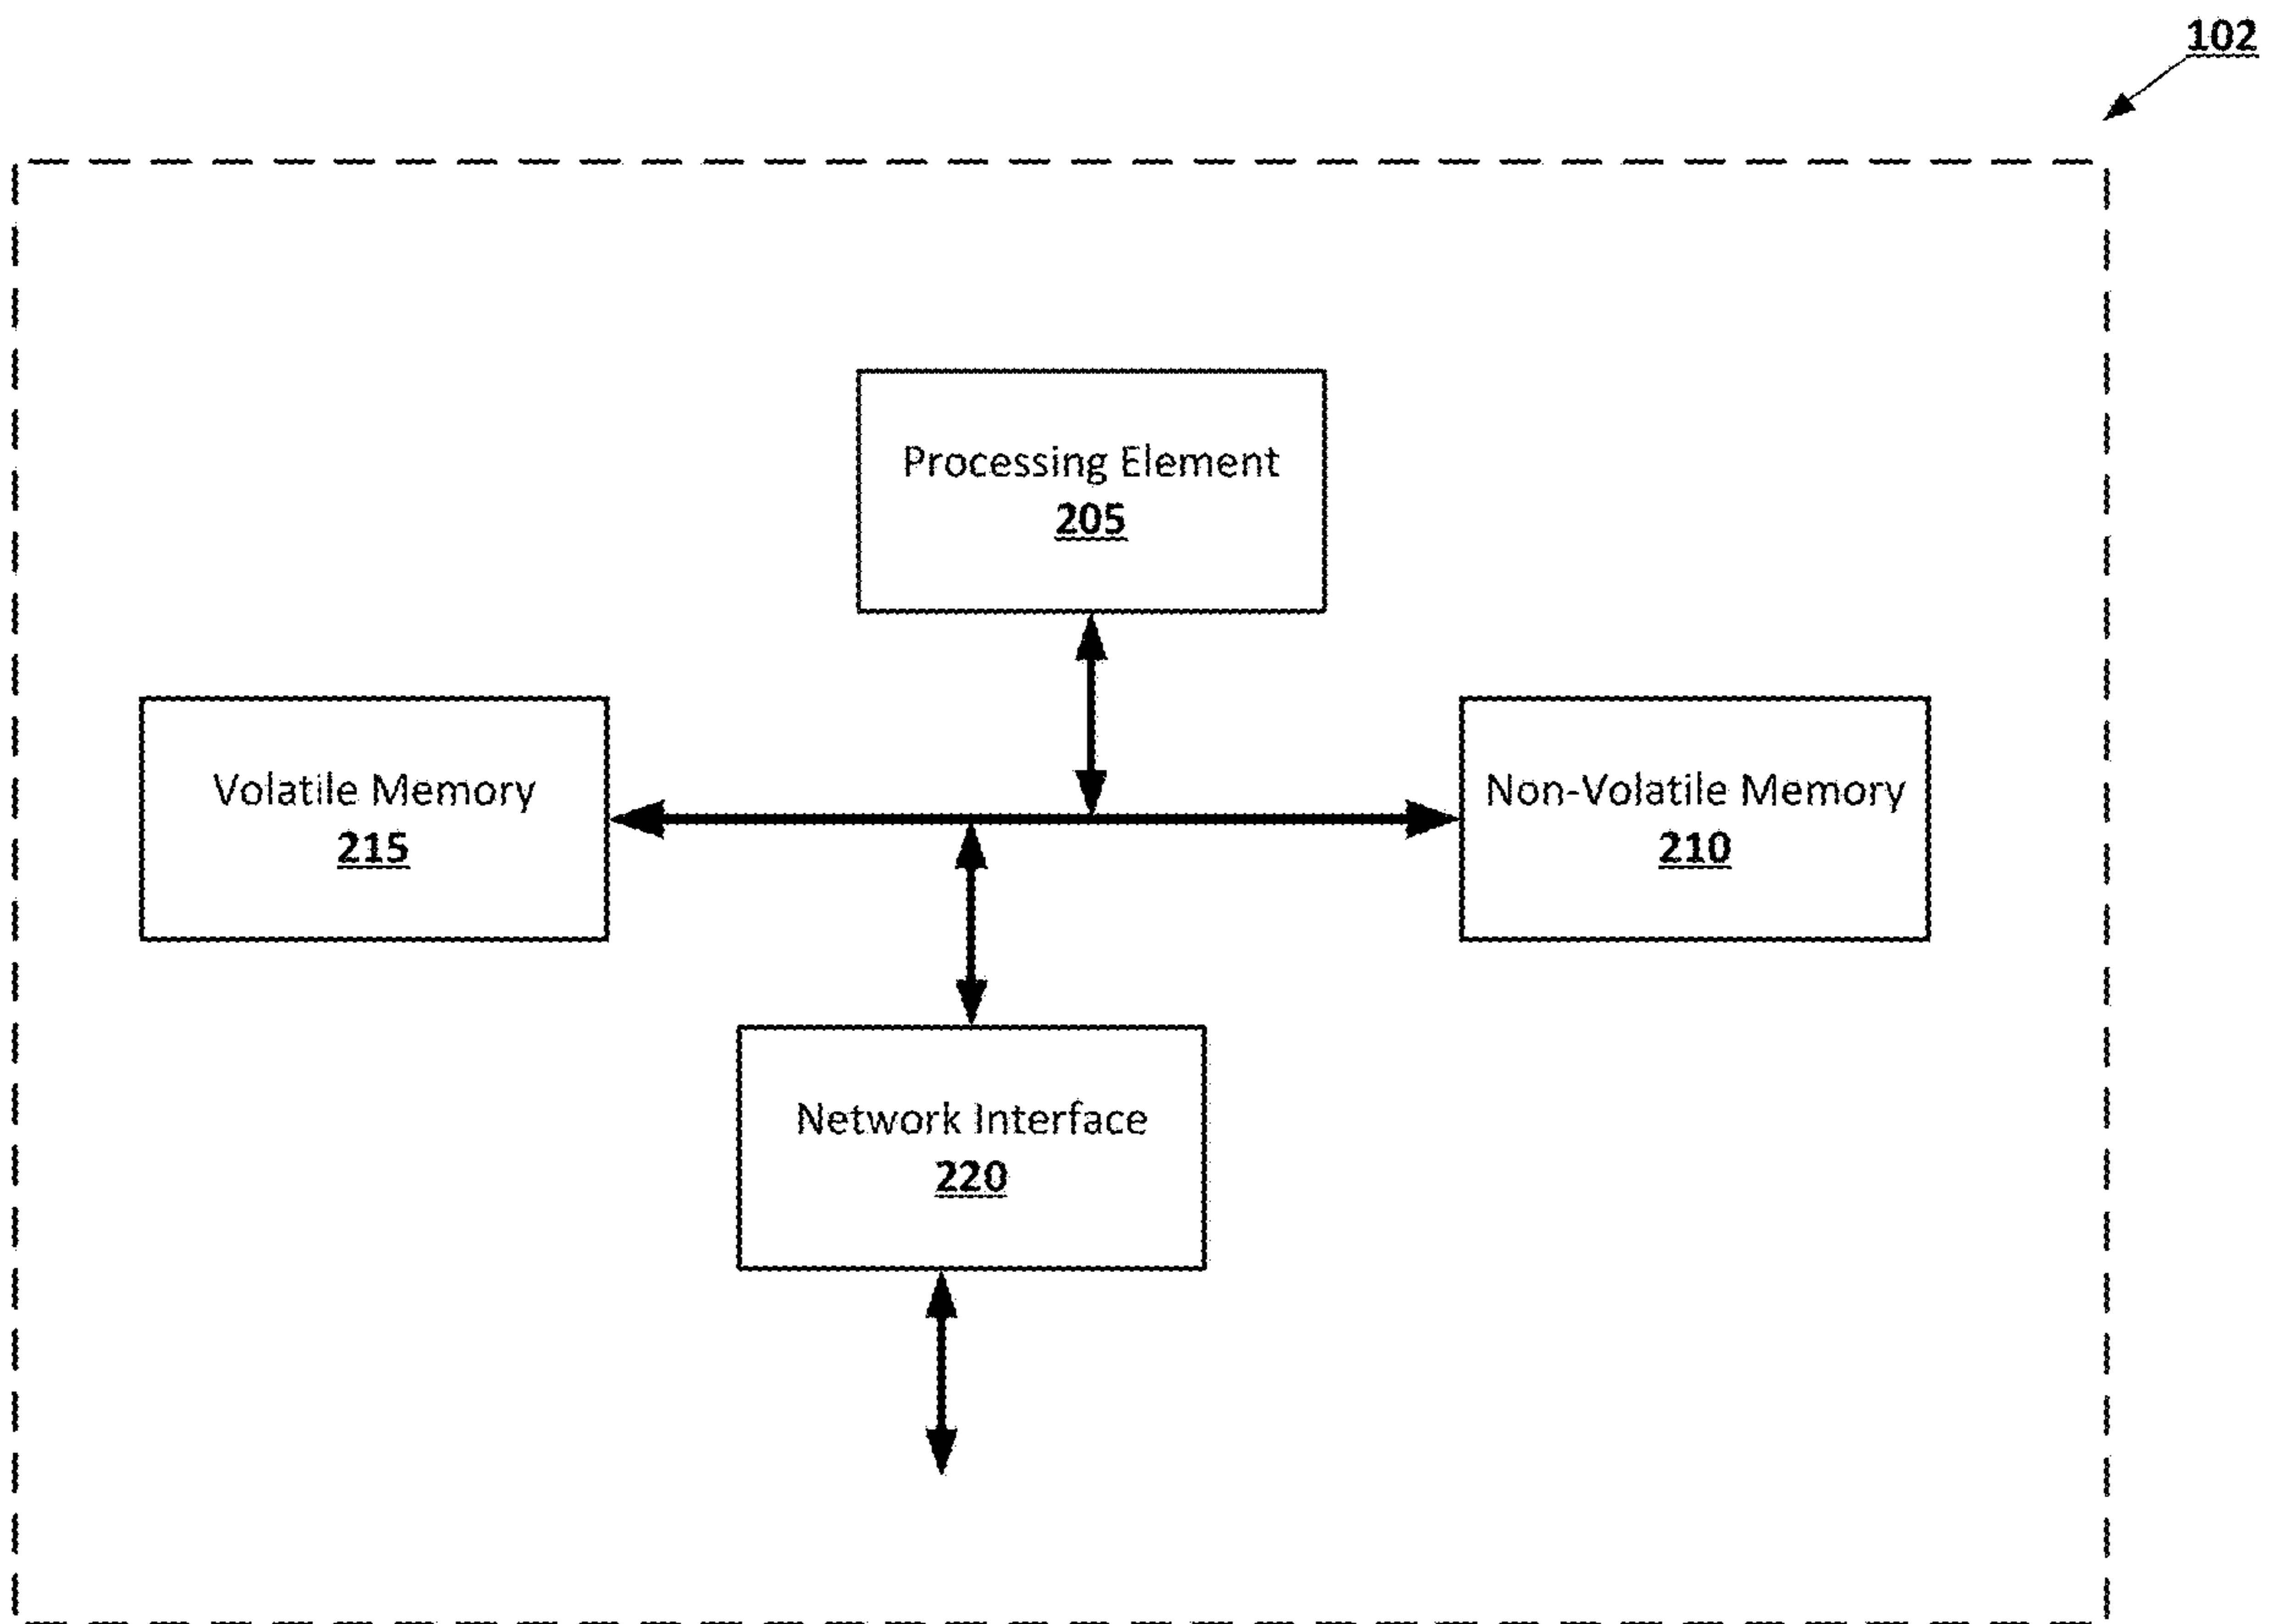 102
Processing Element
205
Volatile Memory
215
Non-Volatile Memory
210
Network Interface
220